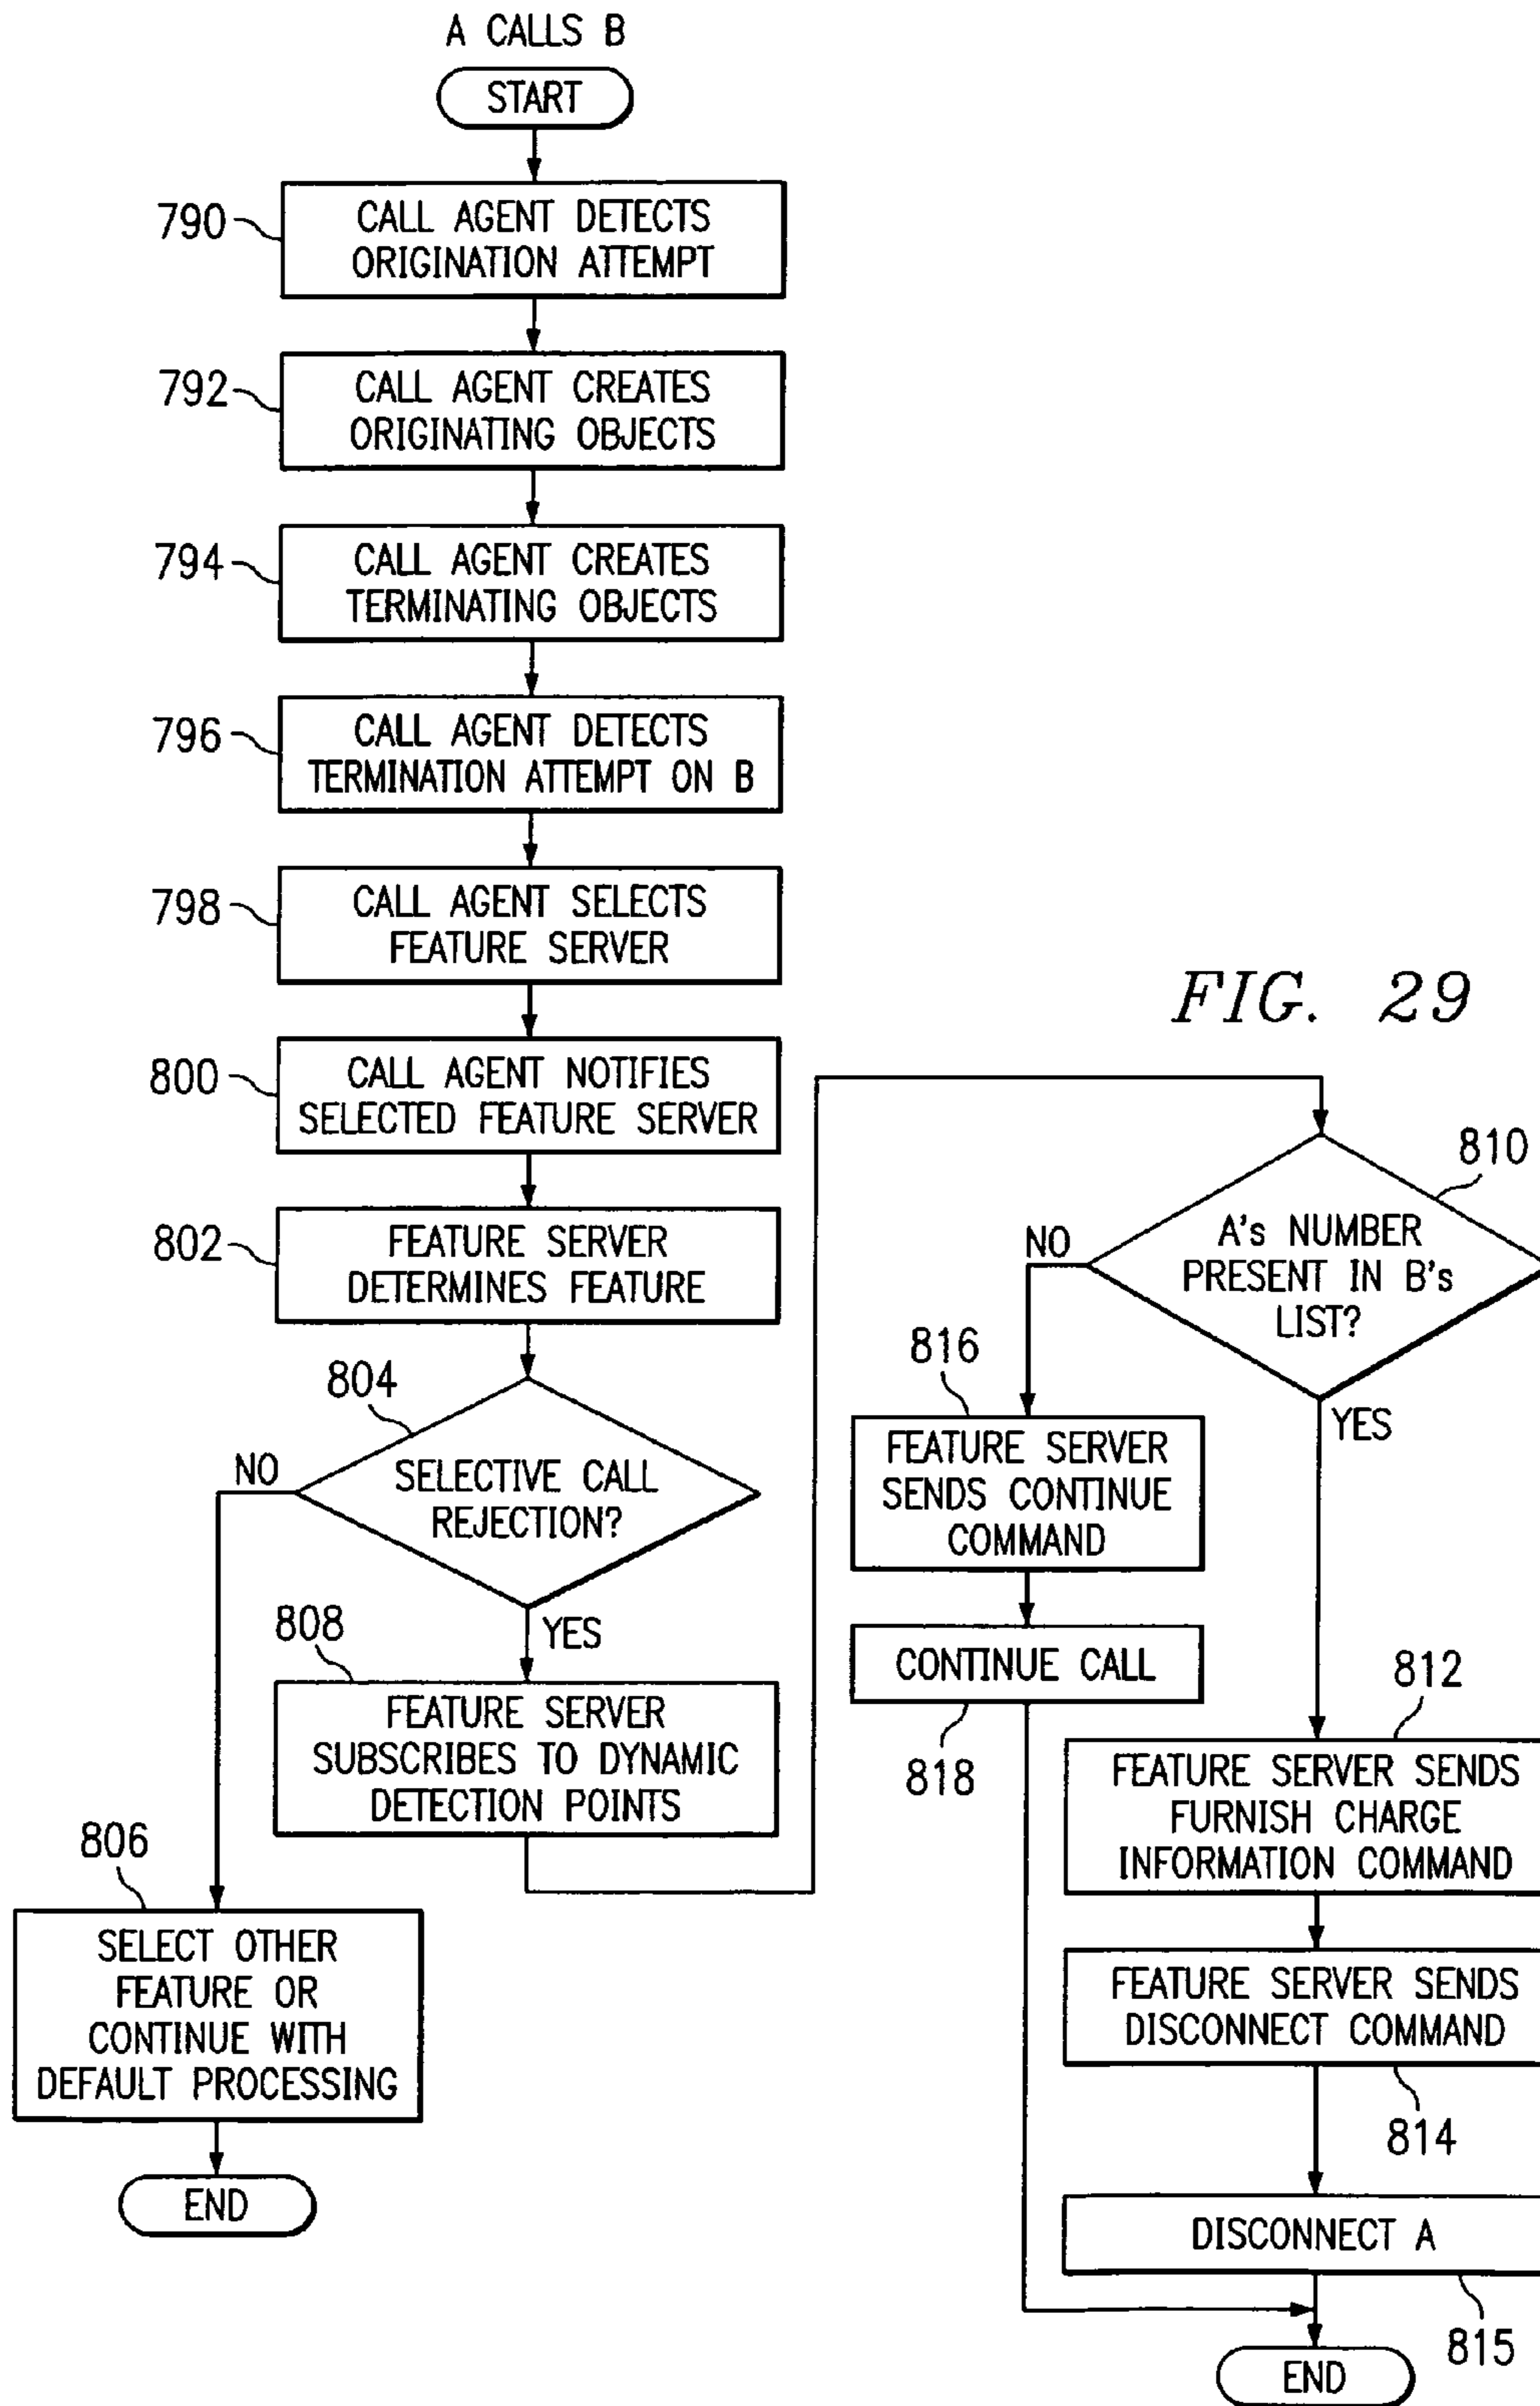 A CALLS B
START
790
CALL AGENT DETECTS
ORIGINATION ATTEMPT
792
CALL AGENT CREATES
ORIGINATING OBJECTS
794
CALL AGENT CREATES
TERMINATING OBJECTS
796
CALL AGENT DETECTS
TERMINATION ATTEMPT ON B
798
CALL AGENT SELECTS
FEATURE SERVER
800
CALL AGENT NOTIFIES
SELECTED FEATURE SERVER
802
FEATURE SERVER
DETERMINES FEATURE
804
NO
SELECTIVE CALL
REJECTION?
YES
808
FEATURE SERVER
SUBSCRIBES TO DYNAMIC
DETECTION POINTS
806
SELECT OTHER
FEATURE OR
CONTINUE WITH
DEFAULT PROCESSING
END
FIG. 29
810
NO
A's NUMBER
PRESENT IN B's
LIST?
YES
816
FEATURE SERVER
SENDS CONTINUE
COMMAND
CONTINUE CALL
818
812
FEATURE SERVER SENDS
FURNISH CHARGE
INFORMATION COMMAND
FEATURE SERVER SENDS
DISCONNECT COMMAND
814
DISCONNECT A
815
END